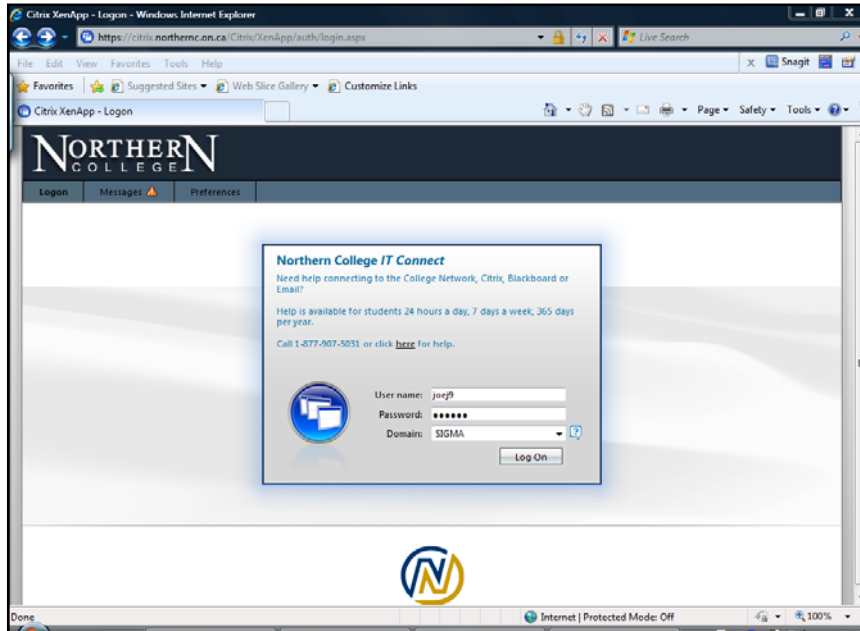 Citrix XenApp - Logon - Windows Internet Explorer
https://citrix.northernc.on.ca/Citrix/XenApp/auth/login.aspx
Live Search
File Edit View Favorites Tools Help
x Snagit
Favorites Suggested Sites Web Slice Gallery Customize Links
Citrix XenApp - Logon
Page Safety Tools
NORTHERN
COLLEGE
Logon Messages Preferences
Northern College IT Connect
Need help connecting to the College Network, Citrix, Blackboard or
Email?
Help is available for students 24 hours a day, 7 days a week, 365 days
per year.
Call 1-877-907-5031 or click here for help.
User name: joej9
Password: ••••••
Domain: SIGMA
Log On
N
Done
Internet | Protected Mode: Off
100%